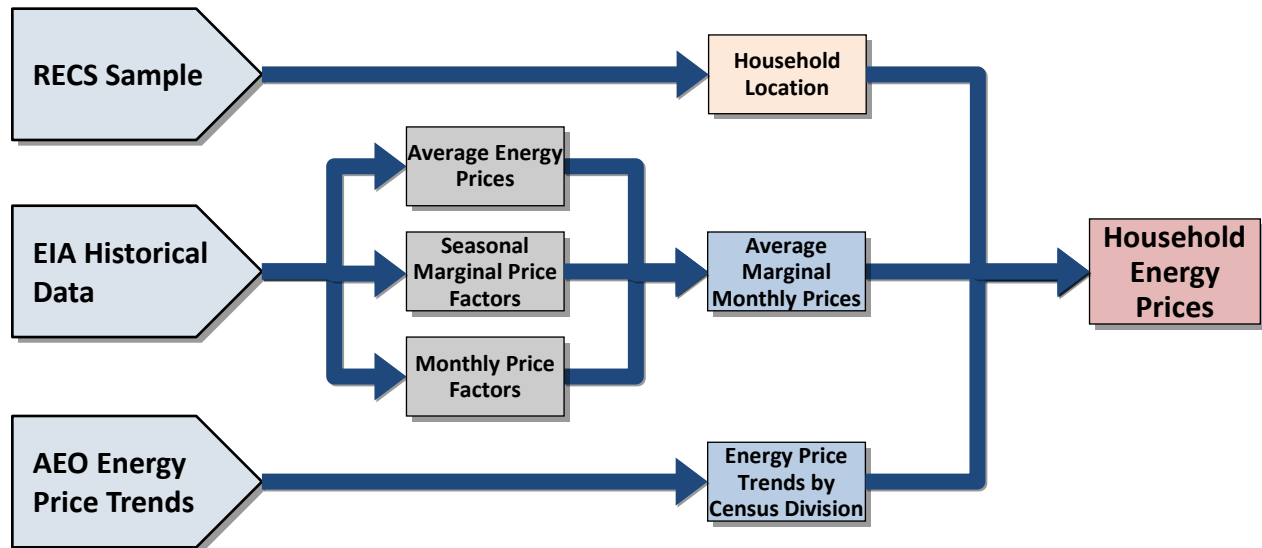 RECS Sample
Household
Location
Average Energy
Prices
EIA Historical
Data
Seasonal
Marginal Price
Factors
Average
Marginal
Monthly Prices
Household
Energy
Prices
Monthly Price
Factors
AEO Energy
Price Trends
Energy Price
Trends by
Census Division